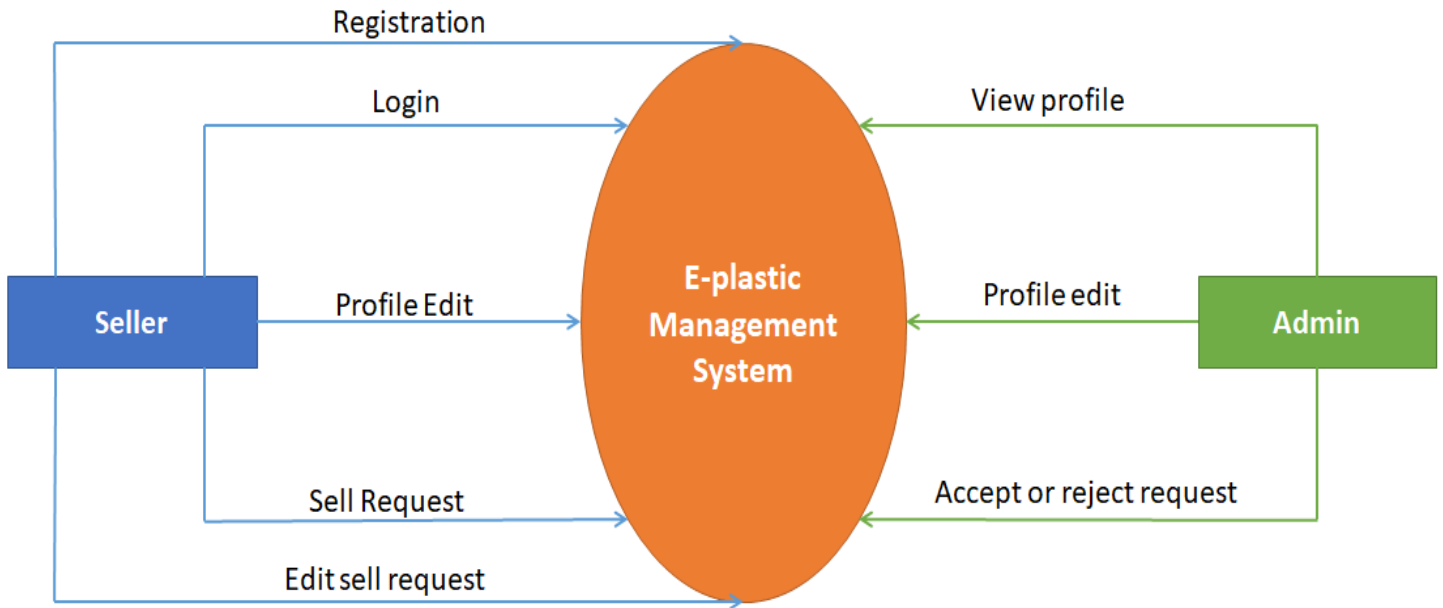 Registration
Login
View profile
Seller
Profile Edit
E-plastic
Management
System
Profile edit
Admin
Sell Request
Accept or reject request
Edit sell request